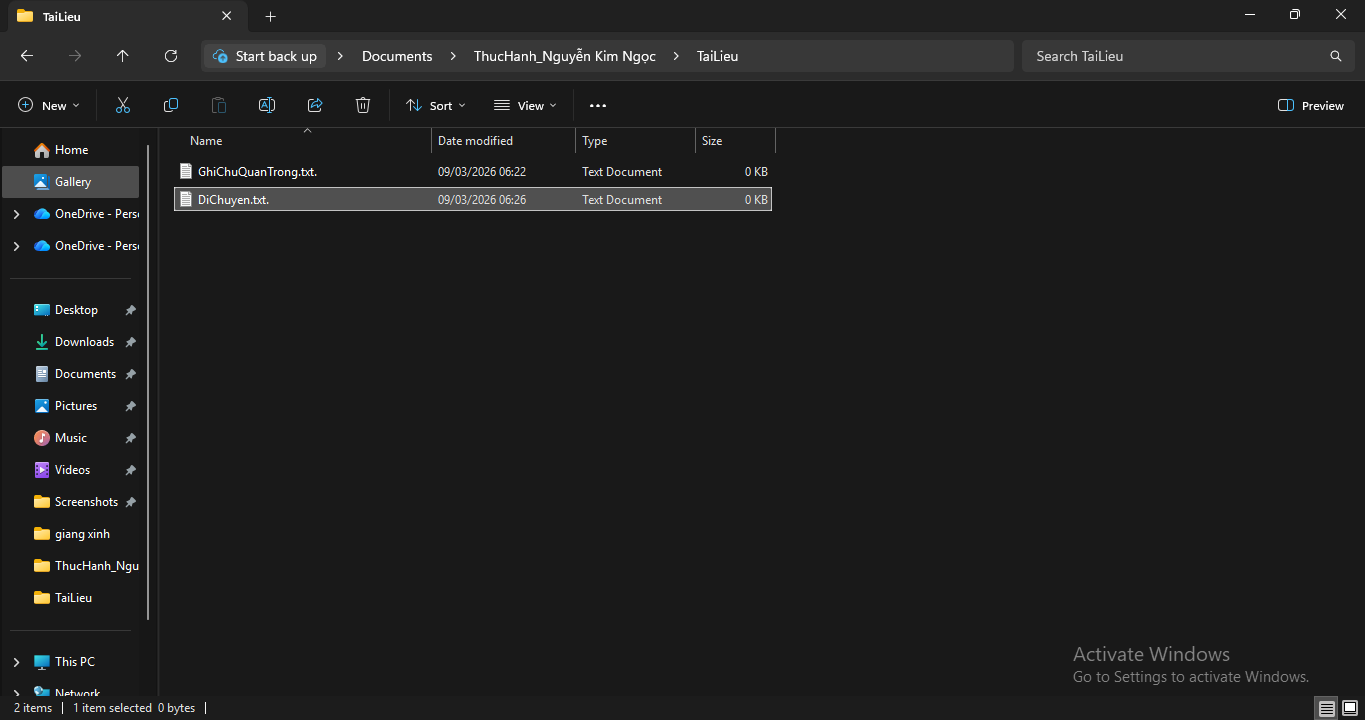 TaiLieu
Start back up > Documents > ThucHanh_Nguyễn Kim Ngọc > TaiLieu
Search TaiLieu
New
Sort
View
Preview
Name Date modified Type Size
GhiChuQuanTrong.txt. 09/03/2026 06:22 Text Document 0 KB
DiChuyen.txt. 09/03/2026 06:26 Text Document 0 KB
Home
Gallery
OneDrive - Pers
OneDrive - Pers
Desktop
Downloads
Documents
Pictures
Music
Videos
Screenshots
giang xinh
ThucHanh_Ngu
TaiLieu
This PC
Network
Activate Windows
Go to Settings to activate Windows.
2 items | 1 item selected 0 bytes |